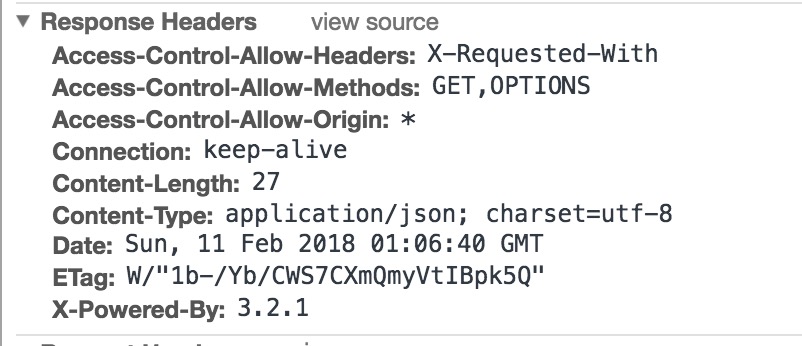 ▼ Response Headers view source
Access-Control-Allow-Headers: X-Requested-With
Access-Control-Allow-Methods: GET,OPTIONS
Access-Control-Allow-Origin: *
Connection: keep-alive
Content-Length: 27
Content-Type: application/json; charset=utf-8
Date: Sun, 11 Feb 2018 01:06:40 GMT
ETag: W/"1b-/Yb/CWS7CXmQmyVtIBpk5Q"
X-Powered-By: 3.2.1